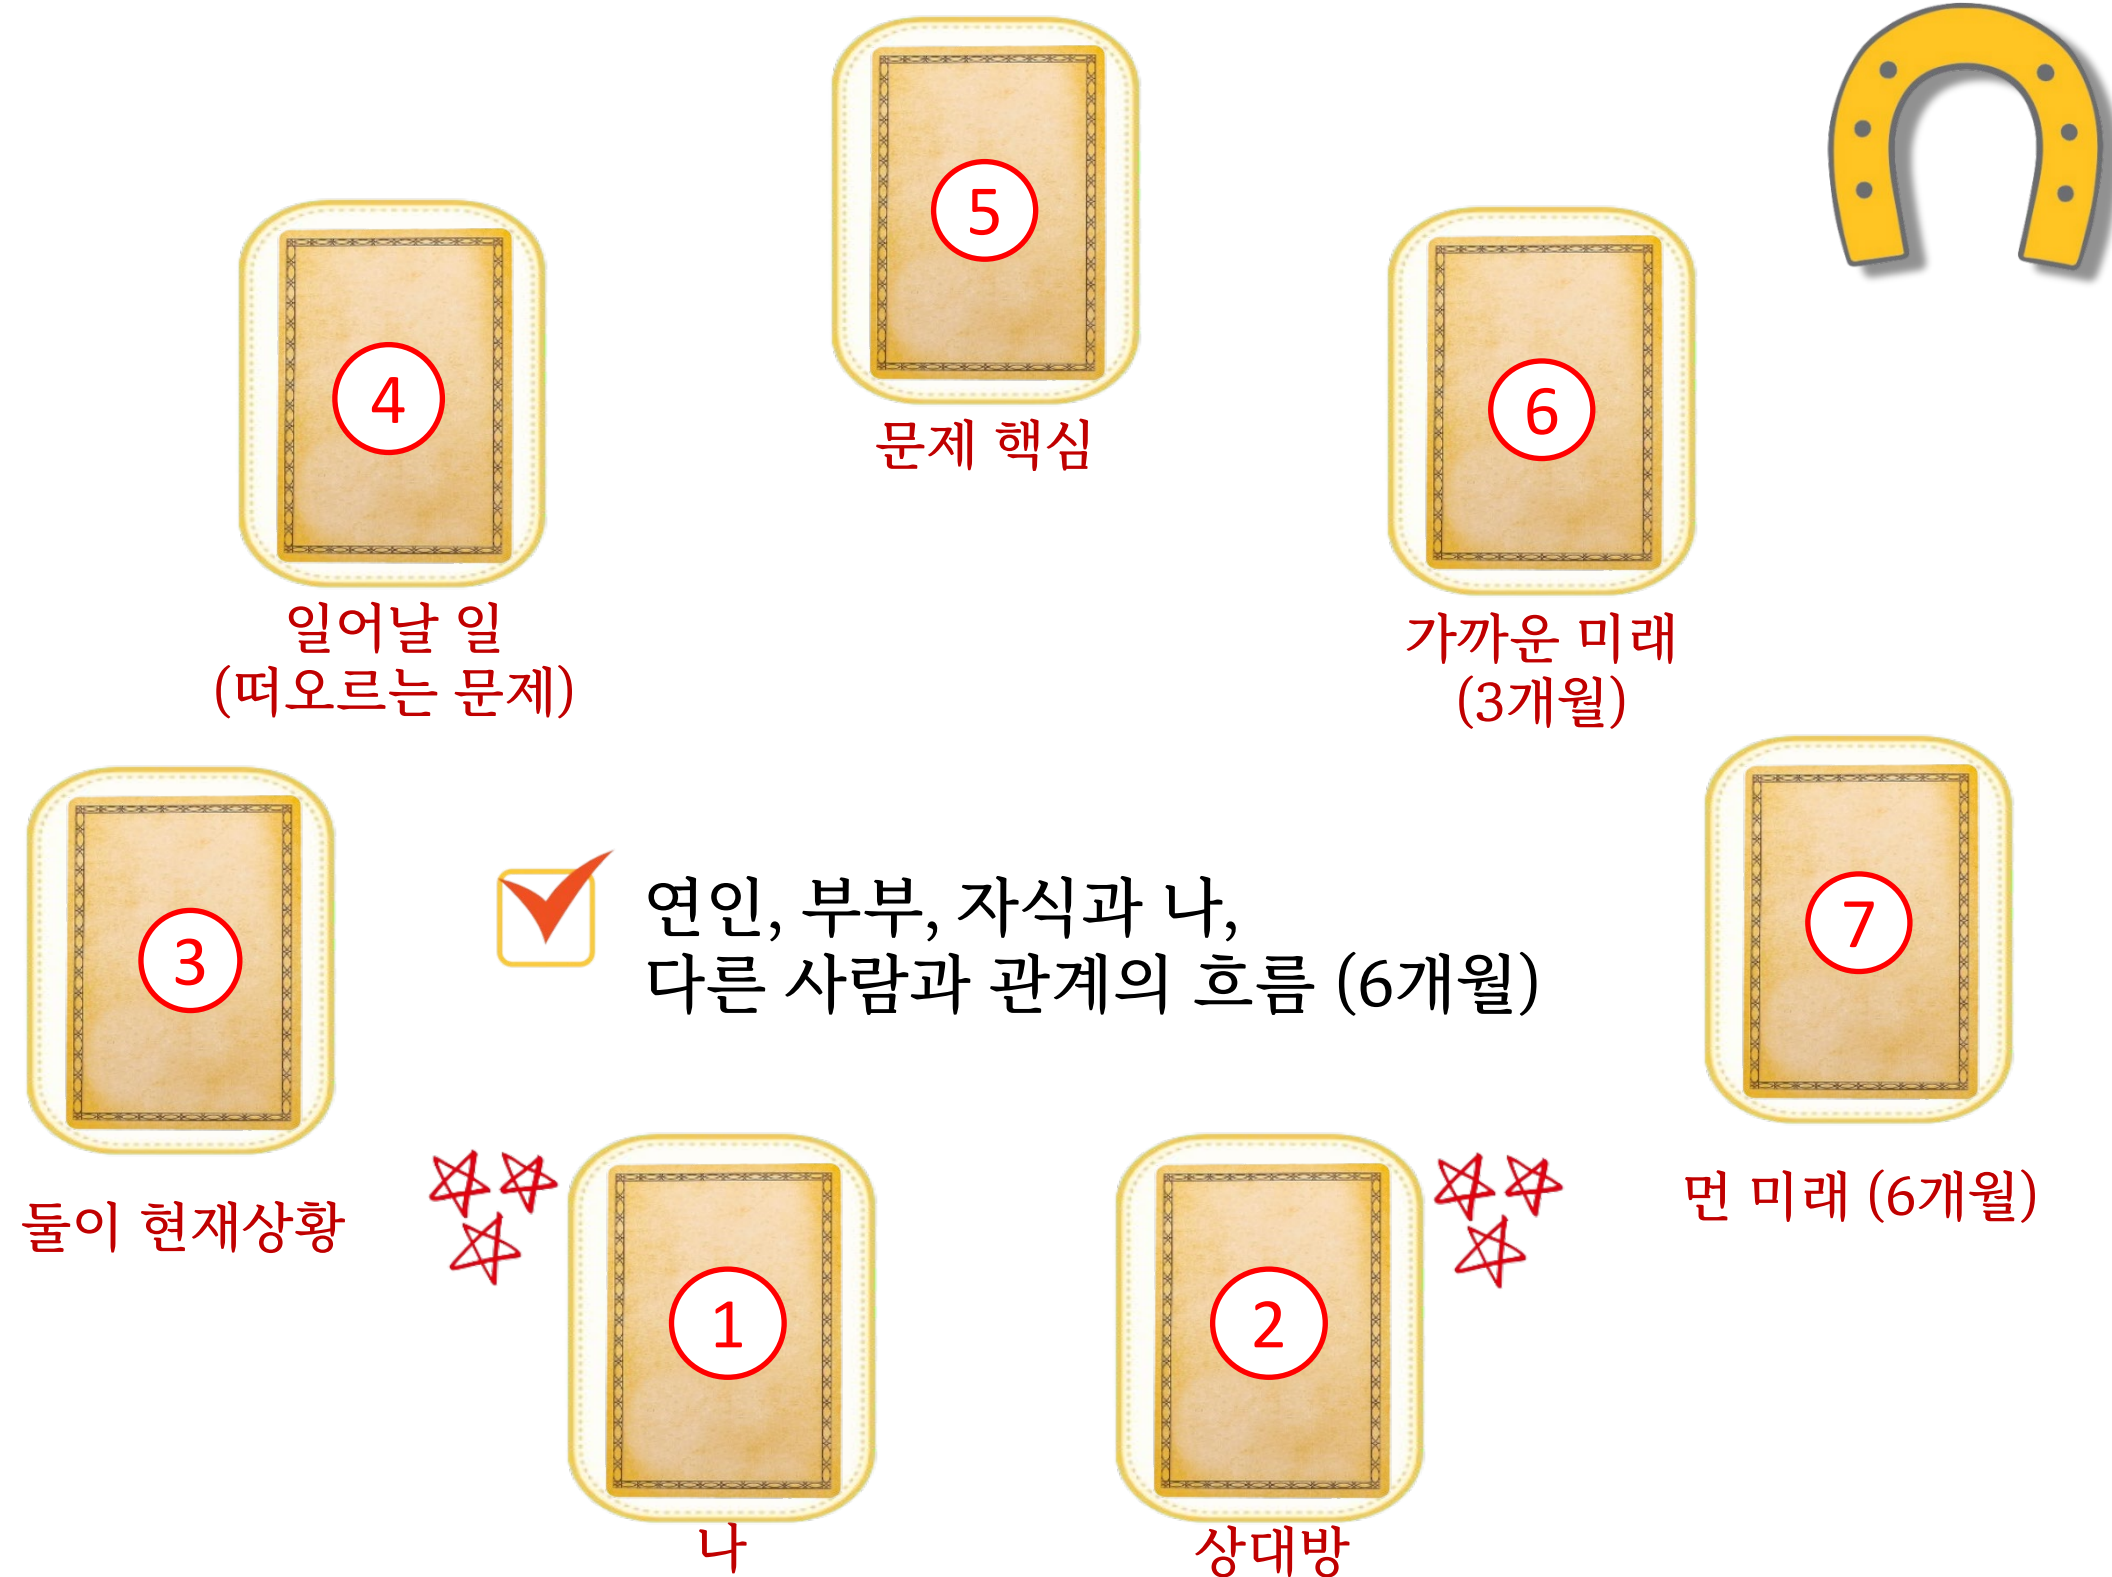 5
문제 핵심
4
일어날 일
(떠오르는 문제)
6
가까운 미래
(3개월)
3
둘이 현재상황
연인, 부부, 자식과 나,
다른 사람과 관계의 흐름 (6개월)
7
먼 미래 (6개월)
1
나
2
상대방